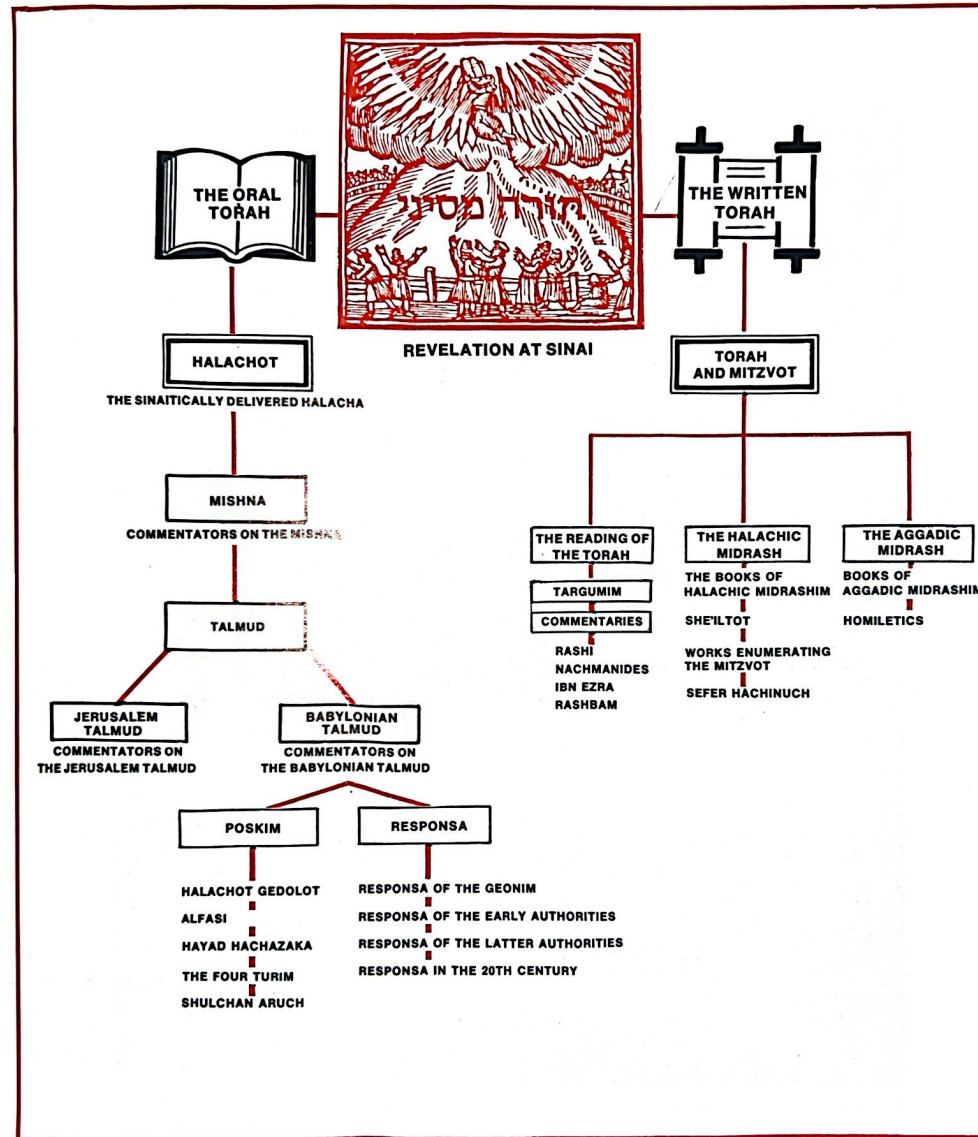 THE ORAL
TORAH
תורה מסיני
THE WRITTEN
TORAH
REVELATION AT SINAI
HALACHOT
THE SINAITICALLY DELIVERED HALACHA
MISHNA
COMMENTATORS ON THE MISHNA
TALMUD
JERUSALEM
TALMUD
COMMENTATORS ON
THE JERUSALEM TALMUD
BABYLONIAN
TALMUD
COMMENTATORS ON
THE BABYLONIAN TALMUD
POSKIM
HALACHOT GEDOLOT
ALFASI
HAYAD HACHAZAKA
THE FOUR TURIM
SHULCHAN ARUCH
RESPONSA
RESPONSA OF THE GEONIM
RESPONSA OF THE EARLY AUTHORITIES
RESPONSA OF THE LATTER AUTHORITIES
RESPONSA IN THE 20TH CENTURY
TORAH
AND MITZVOT
THE READING OF
THE TORAH
TARGUMIM
COMMENTARIES
RASHI
NACHMANIDES
IBN EZRA
RASHBAM
THE HALACHIC
MIDRASH
THE BOOKS OF
HALACHIC MIDRASHIM
SHE'ILTOT
WORKS ENUMERATING
THE MITZVOT
SEFER HACHINUCH
THE AGGADIC
MIDRASH
BOOKS OF
AGGADIC MIDRASHIM
HOMILETICS